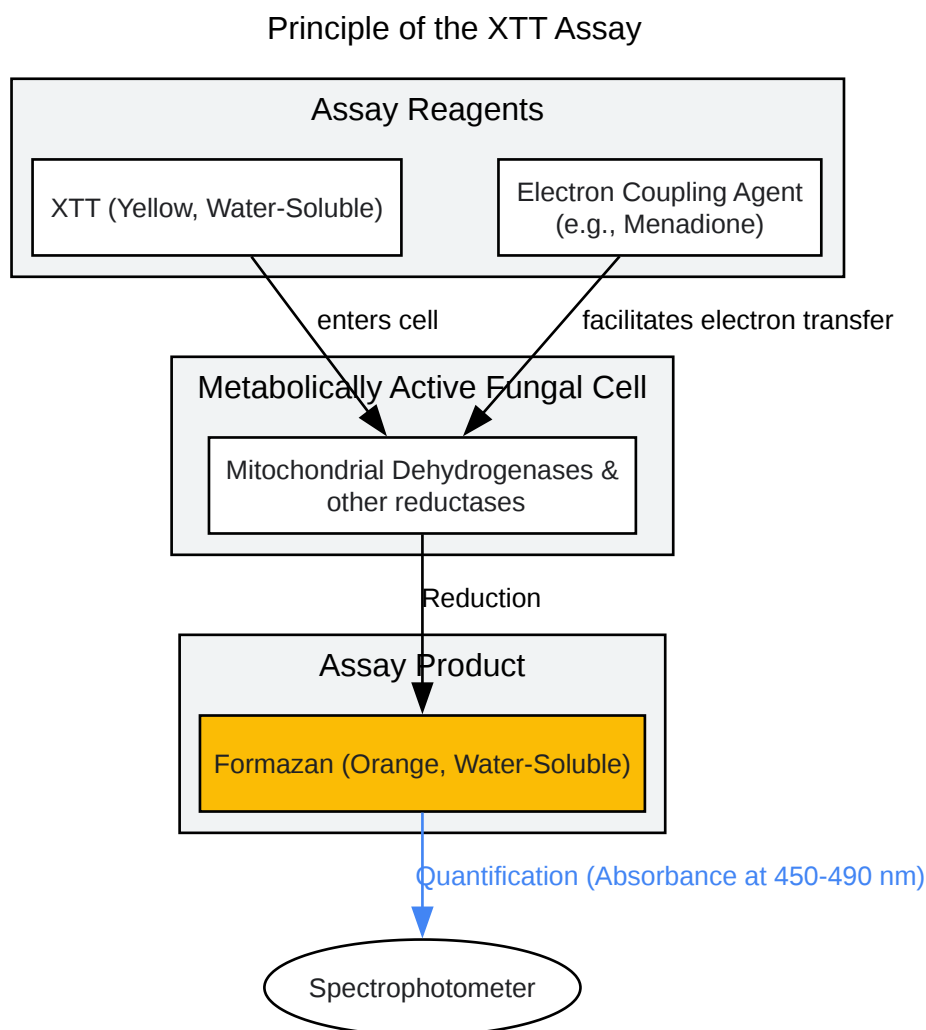 Principle of the XTT Assay
Assay Reagents
XTT (Yellow, Water-Soluble)
Electron Coupling Agent
(e.g., Menadione)
enters cell
facilitates electron transfer
Metabolically Active Fungal Cell
Mitochondrial Dehydrogenases &
other reductases
Reduction
Assay Product
Formazan (Orange, Water-Soluble)
Quantification (Absorbance at 450-490 nm)
Spectrophotometer